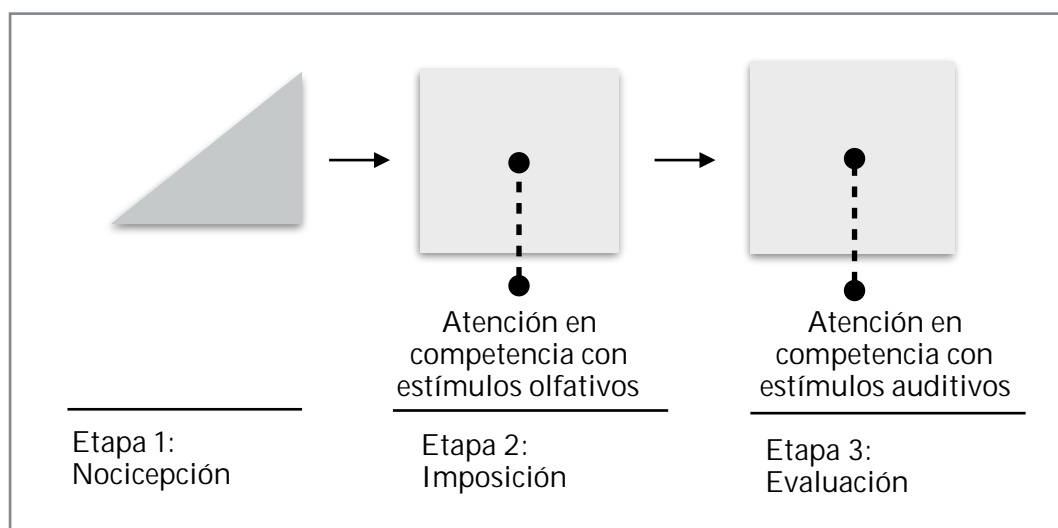 Atención en
competencia con
estímulos olfativos
Atención en
competencia con
estímulos auditivos
Etapa 1:
Nocicepción
Etapa 2:
Imposición
Etapa 3:
Evaluación